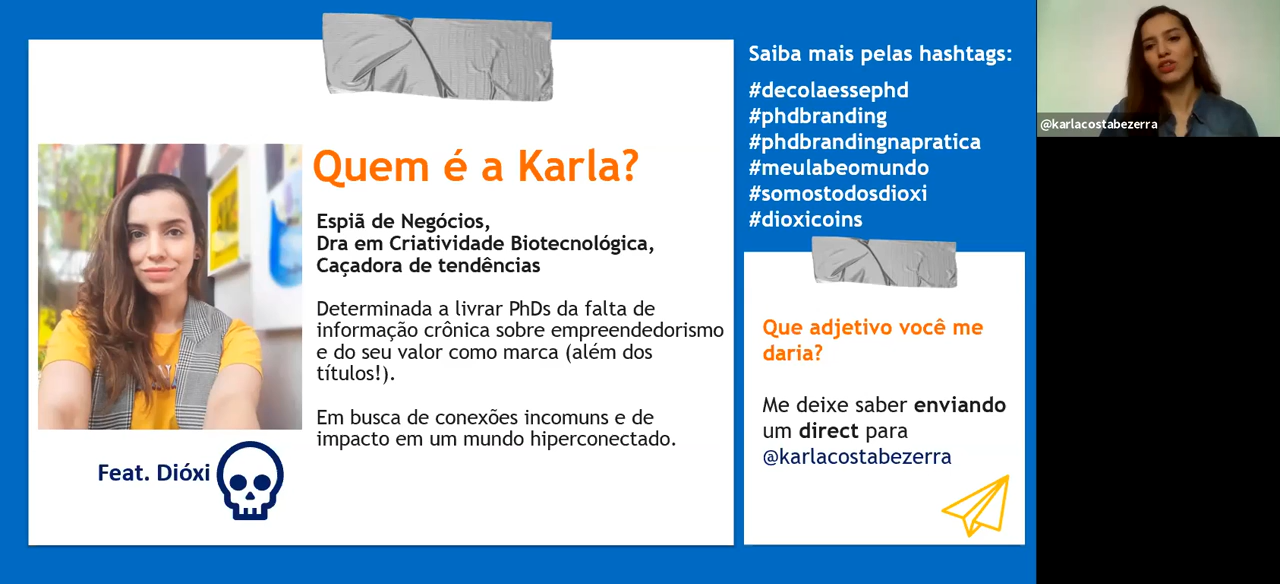 Quem é a Karla?
Espiã de Negócios,
Dra em Criatividade Biotecnológica,
Caçadora de tendências
Determinada a livrar PhDs da falta de
informação crônica sobre empreendedorismo
e do seu valor como marca (além dos
títulos!).
Em busca de conexões incomuns e de
impacto em um mundo hiperconectado.
Feat. Dióxi
Saiba mais pelas hashtags:
#decolaessephd
#phdbranding
#phdbrandingnapratica
#meulabeomundo
#somostodosdioxi
#dioxicoins
Que adjetivo você me
daria?
Me deixe saber enviando
um direct para
@karlacostabezerra
@karlacostabezerra